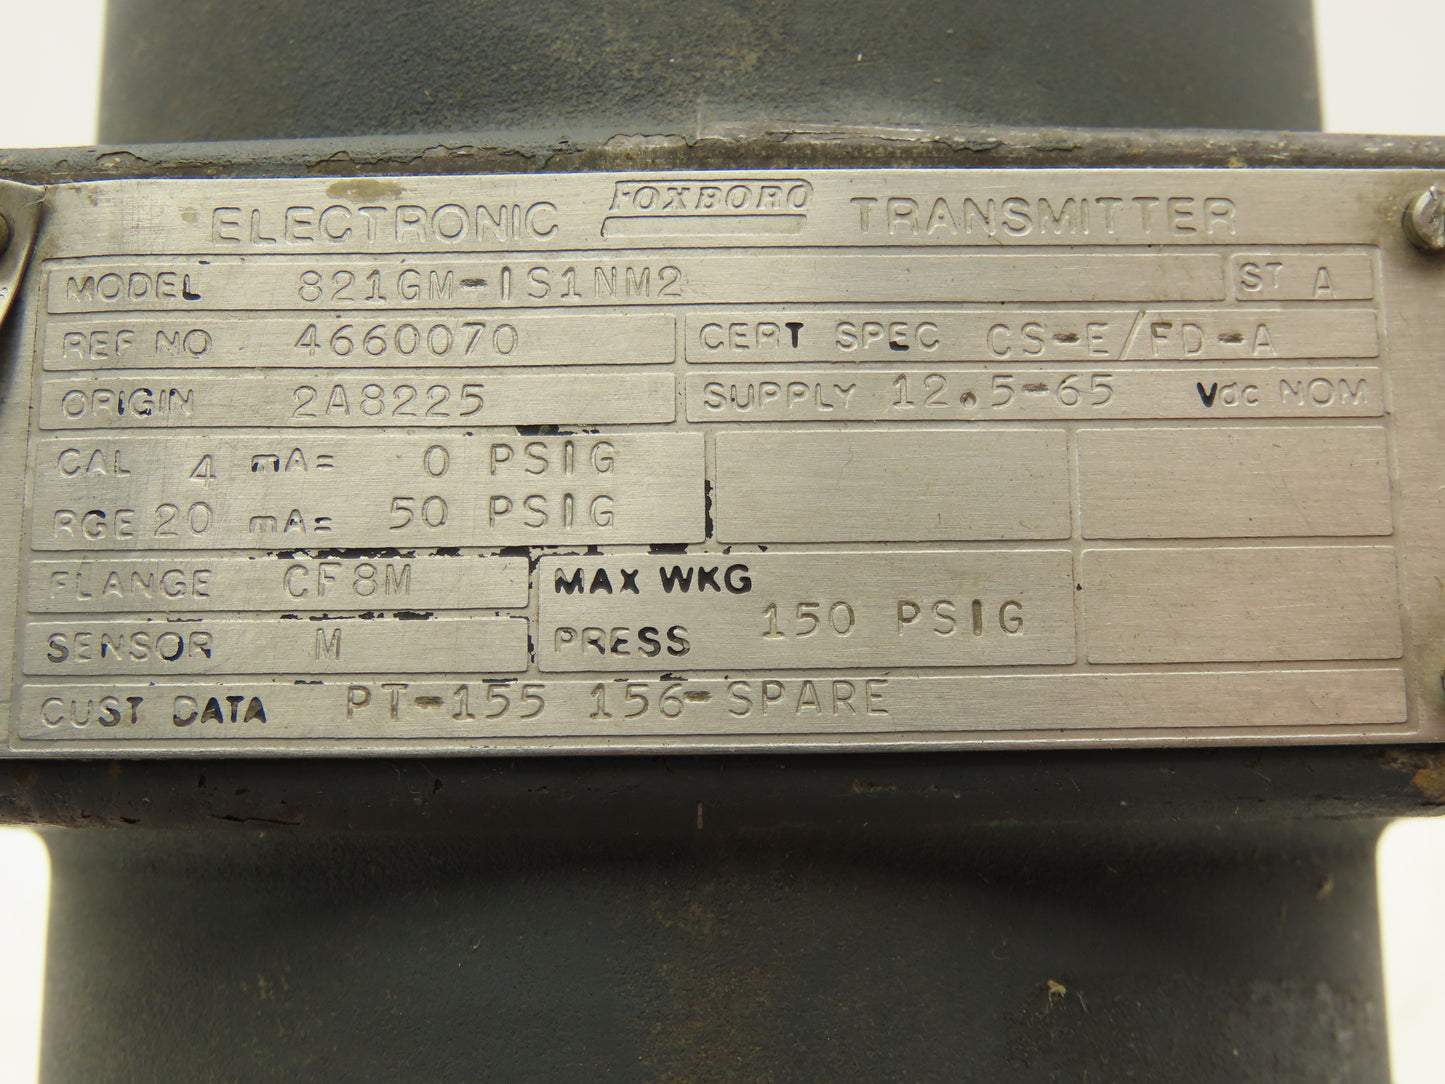 ELECTRONIC FOXBORO TRANSMITTER
MODEL 821GM-IS1NM2 ST A
REF NO 4660070 CERT SPEC CS-E/FD-A
ORIGIN 2A8225 SUPPLY 12.5-65 Vdc NOM
CAL 4 mA= 0 PSIG
RGE 20 mA= 50 PSIG
FLANGE CF8M MAX WKG
SENSOR M PRESS 150 PSIG
CUST DATA PT-155 156-SPARE